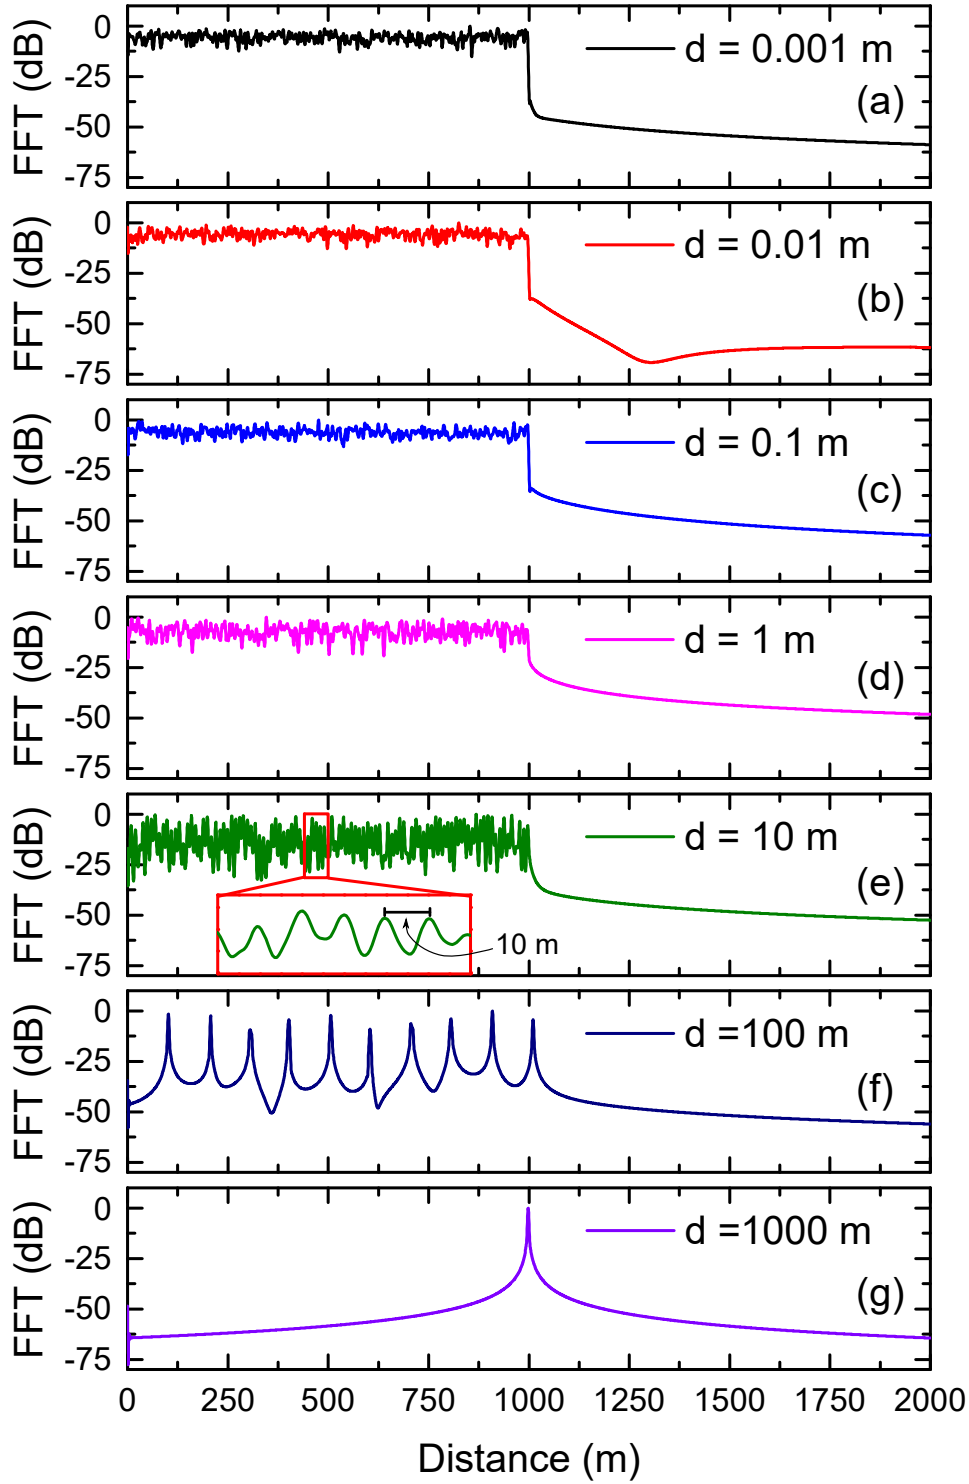 0
-25
-50
-75
FFT (dB)
d = 0.001 m
(a)
0
-25
-50
-75
FFT (dB)
d = 0.01 m
(b)
0
-25
-50
-75
FFT (dB)
d = 0.1 m
(c)
0
-25
-50
-75
FFT (dB)
d = 1 m
(d)
0
-25
-50
-75
FFT (dB)
d = 10 m
(e)
10 m
0
-25
-50
-75
FFT (dB)
d =100 m
(f)
0
-25
-50
-75
FFT (dB)
d =1000 m
(g)
0 250 500 750 1000 1250 1500 1750 2000
Distance (m)